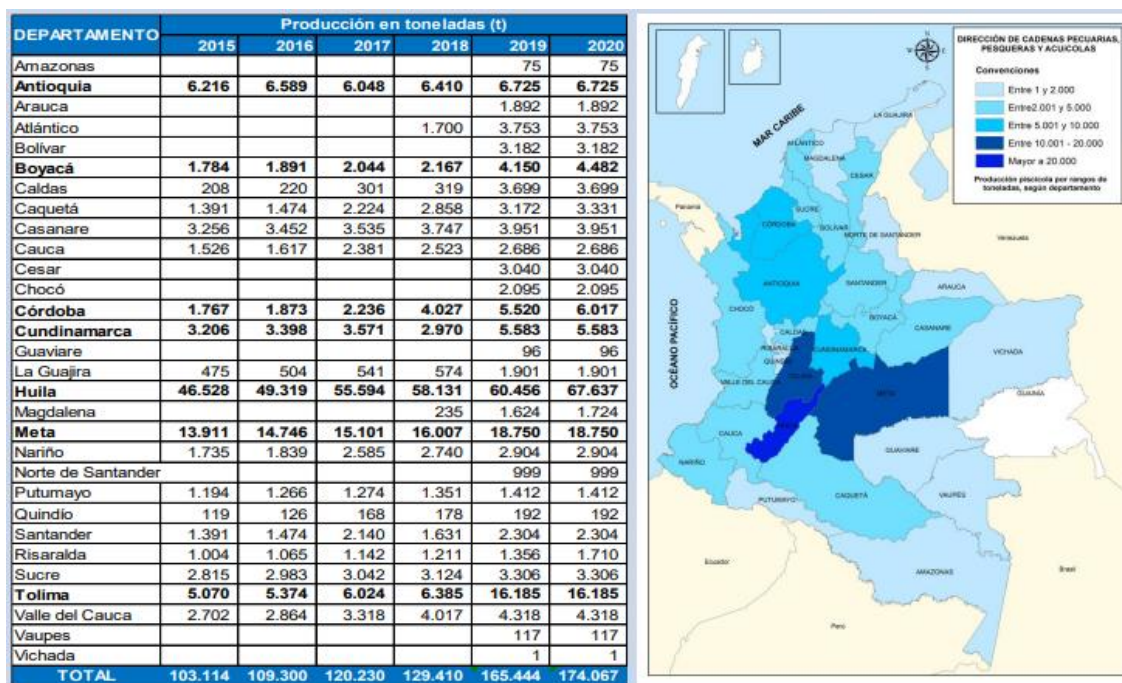 DEPARTAMENTO
Producción en toneladas (t)
2015 2016 2017 2018 2019 2020
Amazonas 75 75
Antioquia 6.216 6.589 6.048 6.410 6.725 6.725
Arauca 1.892 1.892
Atlántico 1.700 3.753 3.753
Bolívar 3.182 3.182
Boyacá 1.784 1.891 2.044 2.167 4.150 4.482
Caldas 208 220 301 319 3.699 3.699
Caquetá 1.391 1.474 2.224 2.858 3.172 3.331
Casanare 3.256 3.452 3.535 3.747 3.951 3.951
Cauca 1.526 1.617 2.381 2.523 2.686 2.686
Cesar 3.040 3.040
Chocó 2.095 2.095
Córdoba 1.767 1.873 2.236 4.027 5.520 6.017
Cundinamarca 3.206 3.398 3.571 2.970 5.583 5.583
Guaviare 96 96
La Guajira 475 504 541 574 1.901 1.901
Huila 46.528 49.319 55.594 58.131 60.456 67.637
Magdalena 235 1.624 1.724
Meta 13.911 14.746 15.101 16.007 18.750 18.750
Nariño 1.735 1.839 2.585 2.740 2.904 2.904
Norte de Santander 999 999
Putumayo 1.194 1.266 1.274 1.351 1.412 1.412
Quindío 119 126 168 178 192 192
Santander 1.391 1.474 2.140 1.631 2.304 2.304
Risaralda 1.004 1.065 1.142 1.211 1.356 1.710
Sucre 2.815 2.983 3.042 3.124 3.306 3.306
Tolima 5.070 5.374 6.024 6.385 16.185 16.185
Valle del Cauca 2.702 2.864 3.318 4.017 4.318 4.318
Vaupes 117 117
Vichada 1 1
TOTAL 103.114 109.300 120.230 129.410 165.444 174.067
DIRECCIÓN DE CADENAS PECUARIAS,
PESQUERAS Y ACUICOLAS
Convenciones
Entre 1 y 2.000
Entre2.001 y 5.000
Entre 5.001 y 10.000
Entre 10.001 - 20.000
Mayor a 20.000
Producción piscícola por rangos de
toneladas, según departamento
N
E
S
MAR CARIBE
LA GUAJIRA
ATLÁNTICO
MAGDALENA
CESAR
Panamá
SUCRE
CÓRDOBA
BOLÍVAR
NORTE DE SANTANDER
Venezuela
ANTIOQUIA
SANTANDER
ARAUCA
CHOCÓ
BOYACÁ
CASANARE
CALDAS
RISARALDA
CUNDINAMARCA
VICHADA
OCÉANO PACÍFICO
VALLE DEL CAUCA
META
GUAINÍA
CAUCA
GUAVIARE
NARIÑO
PUTUMAYO
CAQUETÁ
VAUPÉS
Ecuador
AMAZONAS
Brasil
Perú